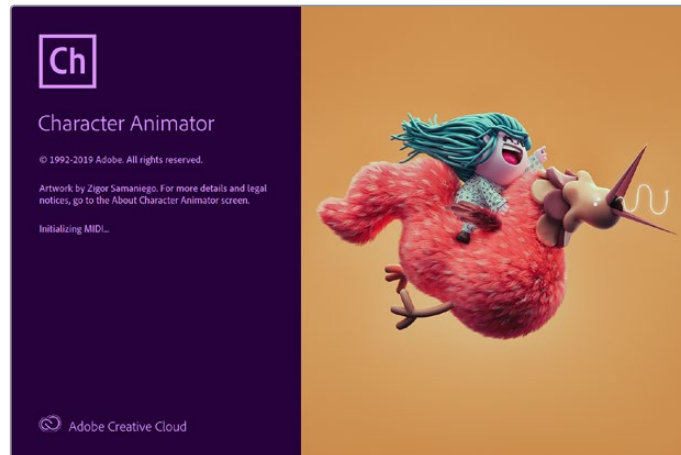 Ch
Character Animator
© 1992-2019 Adobe. All rights reserved.
Artwork by Zigor Samaniego. For more details and legal
notices, go to the About Character Animator screen.
Initializing MIDI...
Adobe Creative Cloud